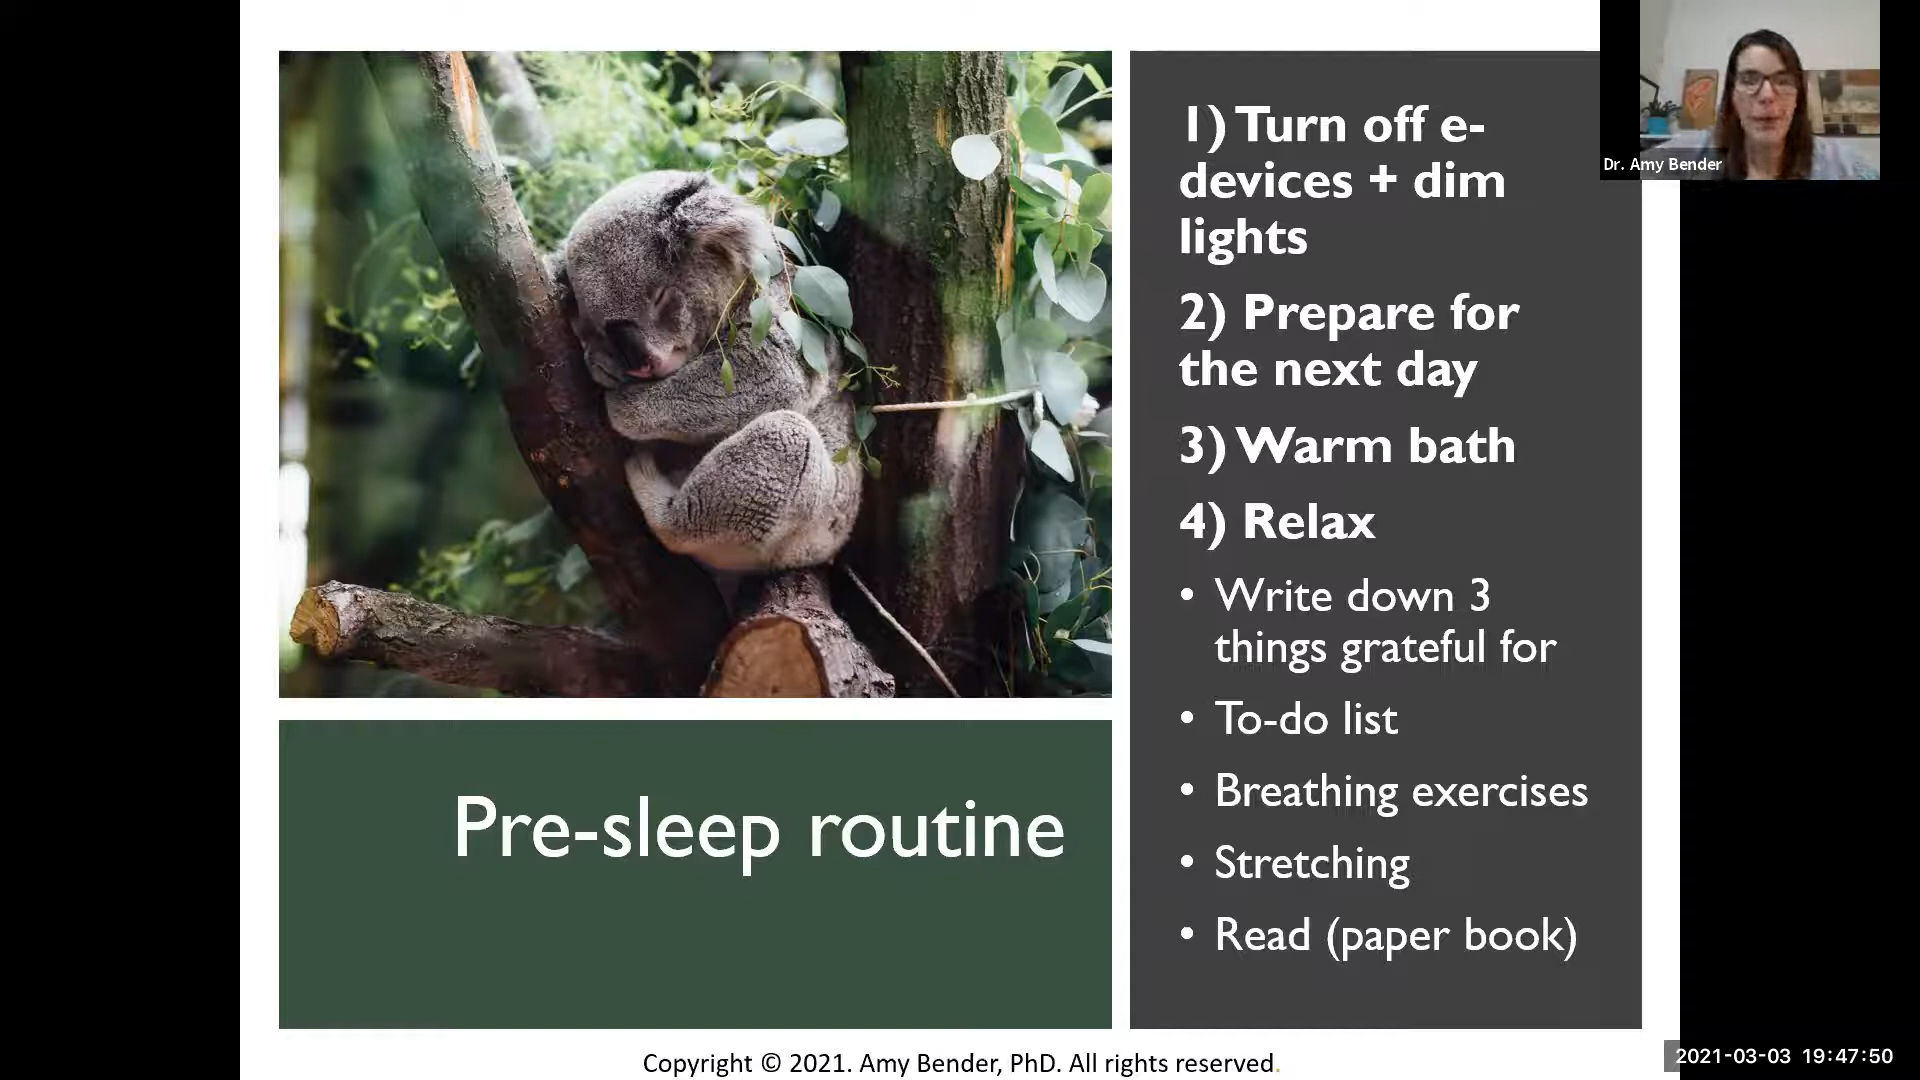 1) Turn off e-
devices + dim
lights
2) Prepare for
the next day
3) Warm bath
4) Relax
• Write down 3
things grateful for
• To-do list
• Breathing exercises
• Stretching
• Read (paper book)
Dr. Amy Bender
Pre-sleep routine
Copyright © 2021. Amy Bender, PhD. All rights reserved.
2021-03-03 19:47:50